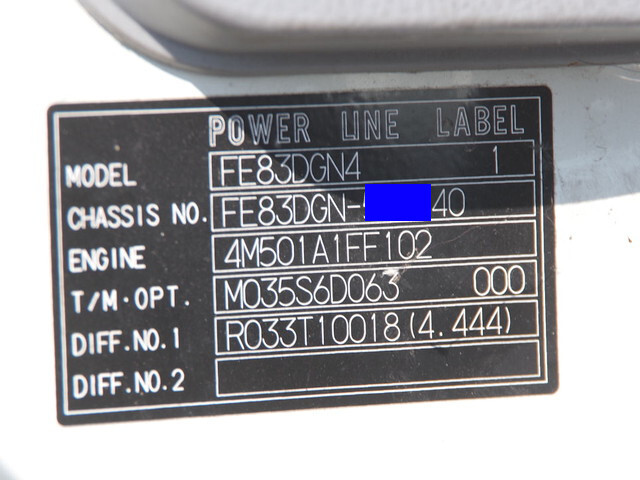 POWER LINE LABEL
MODEL FE83DGN4 1
CHASSIS NO. FE83DGN- 40
ENGINE 4M501A1FF102
T/M·OPT. M035S6D063 000
DIFF.NO.1 R033T10018(4.444)
DIFF.NO.2